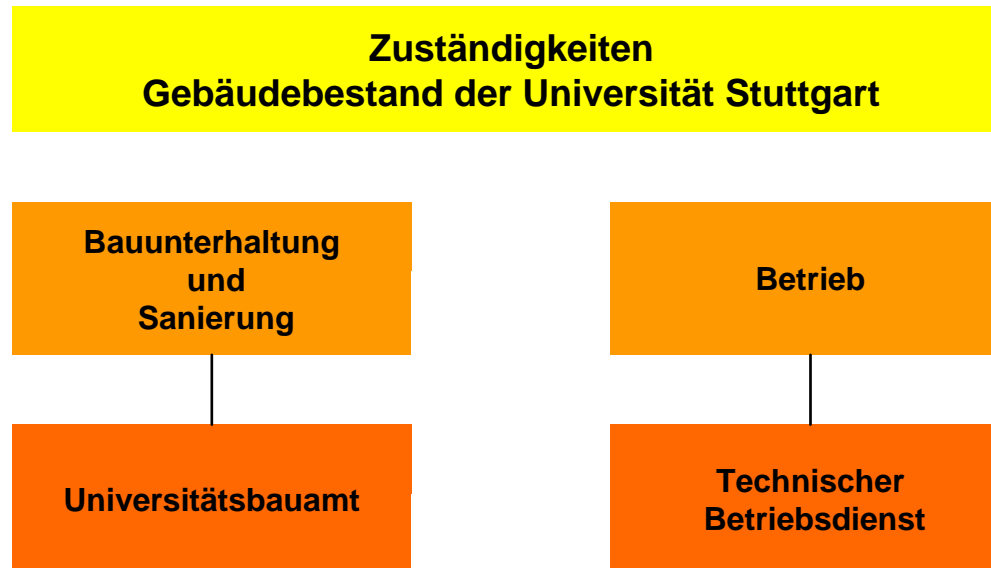 Zuständigkeiten
Gebäudebestand der Universität Stuttgart
Bauunterhaltung
und
Sanierung
Betrieb
Universitätsbauamt
Technischer
Betriebsdienst